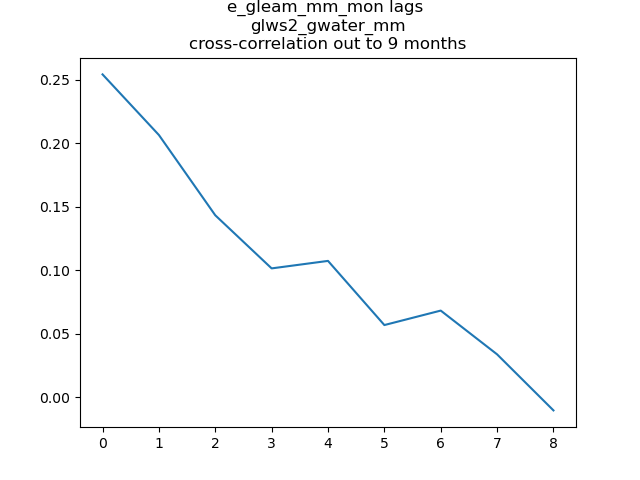 e_gleam_mm_mon lags
glws2_gwater_mm
cross-correlation out to 9 months
0.25
0.20
0.15
0.10
0.05
0.00
0 1 2 3 4 5 6 7 8